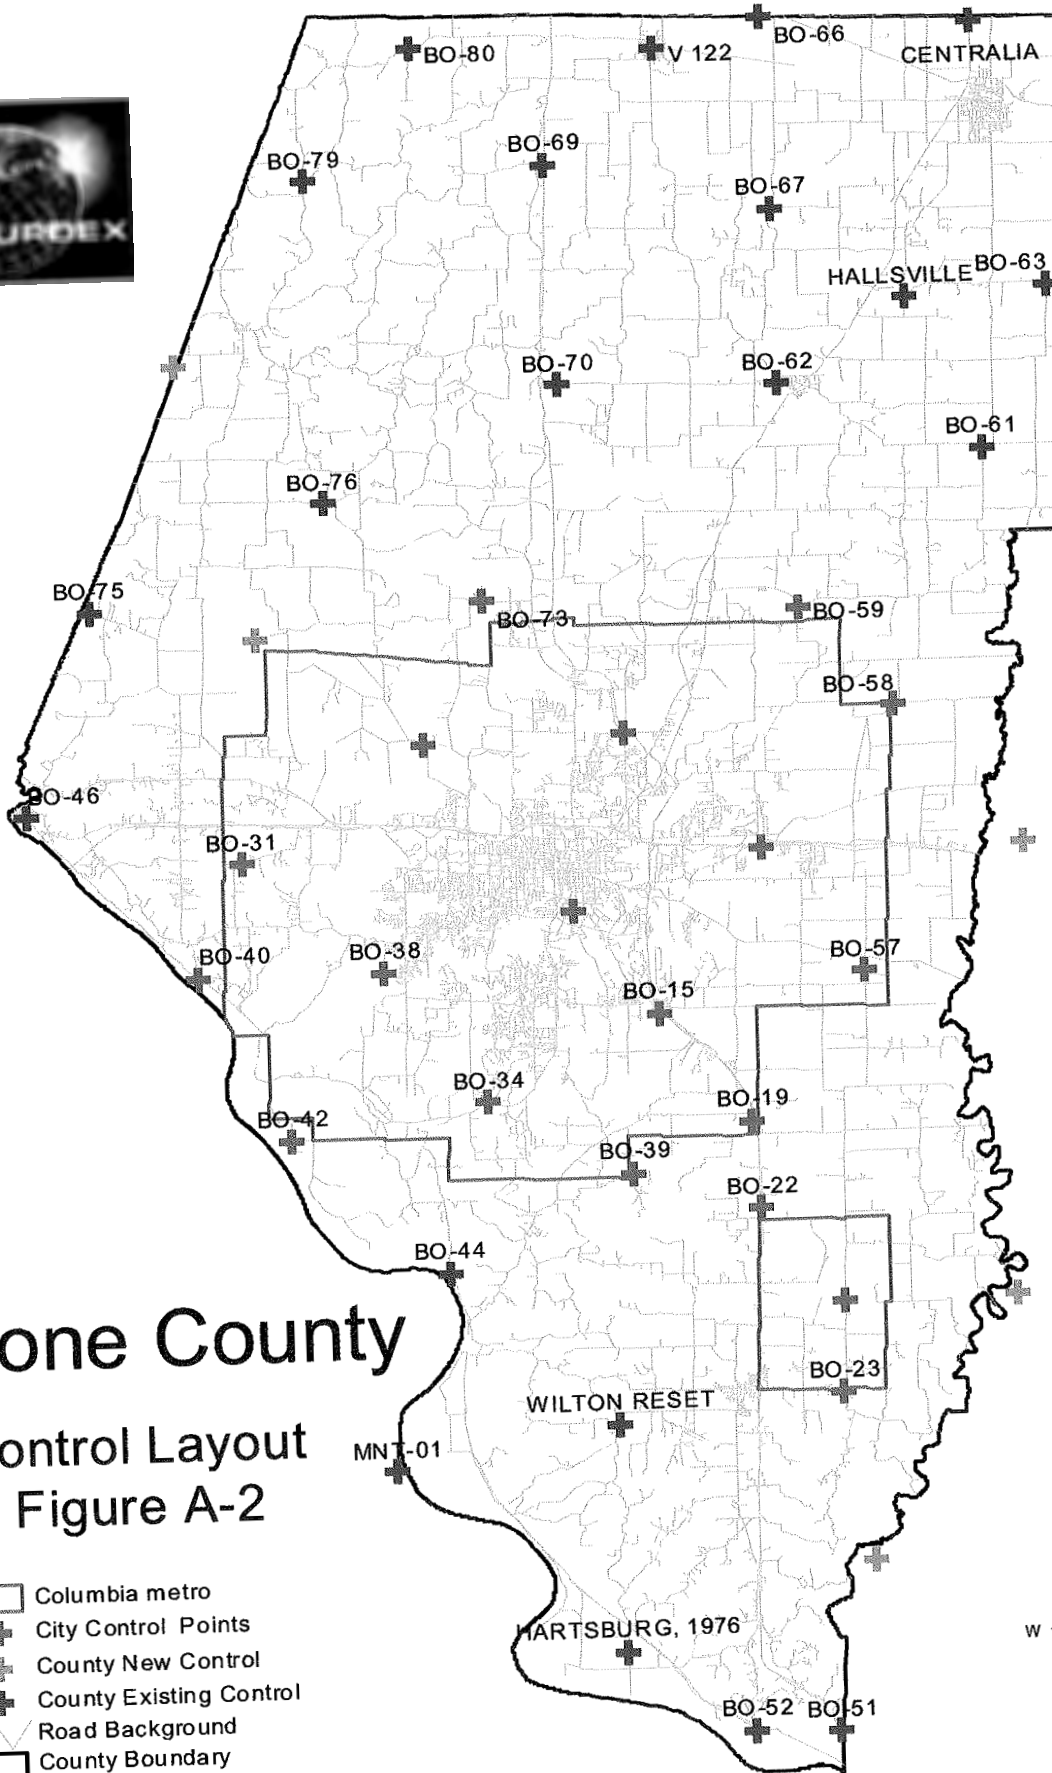 BO-66
BO-80
V 122
CENTRALIA
BO-69
BO-79
BO-67
URDEX
HALLSVILLE
BO-63
BO-70
BO-62
BO-61
BO-76
BO-75
BO-73
BO-59
BO-58
BO-46
BO-31
BO-40
BO-38
BO-57
BO-15
BO-34
BO-19
BO-42
BO-39
BO-22
BO-44
one County
BO-23
WILTON RESET
ontrol Layout
MNT-01
Figure A-2
Columbia metro
City Control Points
HARTSBURG, 1976
W
County New Control
County Existing Control
BO-52
BO-51
Road Background
County Boundary